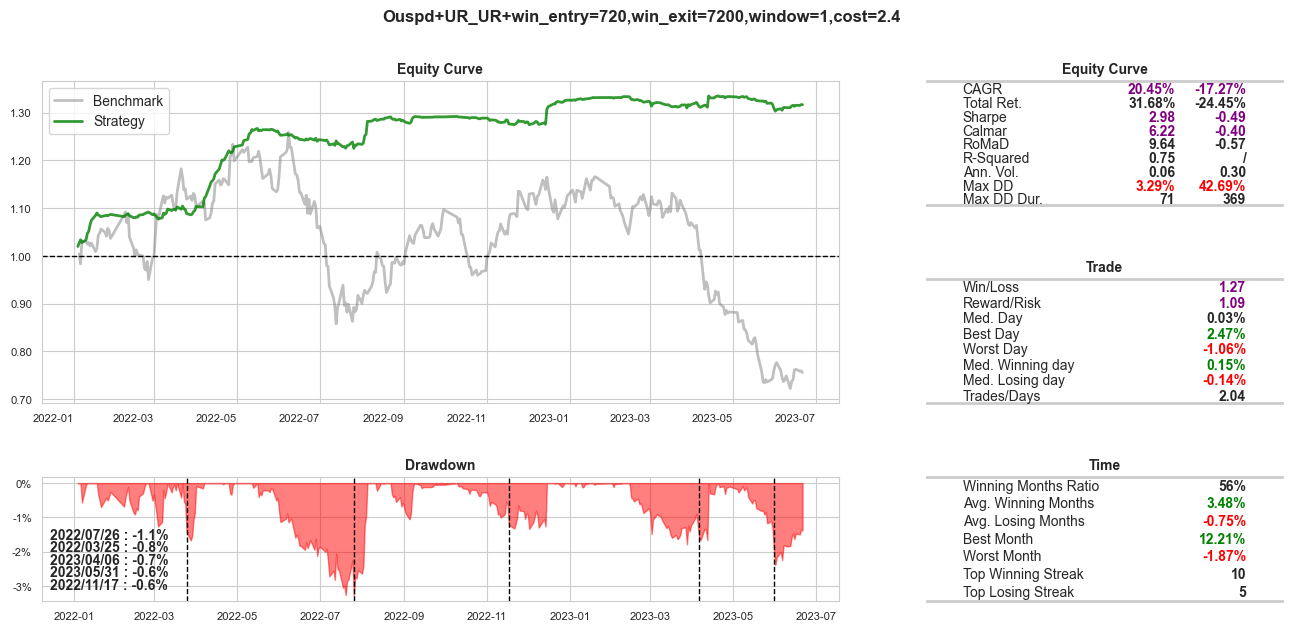 Ouspd+UR_UR+win_entry=720,win_exit=7200,window=1,cost=2.4
Equity Curve
Benchmark
Strategy
1.30
1.20
1.10
1.00
0.90
0.80
0.70
2022-01
2022-03
2022-05
2022-07
2022-09
2022-11
2023-01
2023-03
2023-05
2023-07
Equity Curve
CAGR 20.45% -17.27%
Total Ret. 31.68% -24.45%
Sharpe 2.98 -0.49
Calmar 6.22 -0.40
RoMaD 9.64 -0.57
R-Squared 0.75 /
Ann. Vol. 0.06 0.30
Max DD 3.29% 42.69%
Max DD Dur. 71 369
Trade
Win/Loss 1.27
Reward/Risk 1.09
Med. Day 0.03%
Best Day 2.47%
Worst Day -1.06%
Med. Winning day 0.15%
Med. Losing day -0.14%
Trades/Days 2.04
Drawdown
0%
-1%
-2%
-3%
2022/07/26 : -1.1%
2022/03/25 : -0.8%
2023/04/06 : -0.7%
2023/05/31 : -0.6%
2022/11/17 : -0.6%
2022-01
2022-03
2022-05
2022-07
2022-09
2022-11
2023-01
2023-03
2023-05
2023-07
Time
Winning Months Ratio 56%
Avg. Winning Months 3.48%
Avg. Losing Months -0.75%
Best Month 12.21%
Worst Month -1.87%
Top Winning Streak 10
Top Losing Streak 5